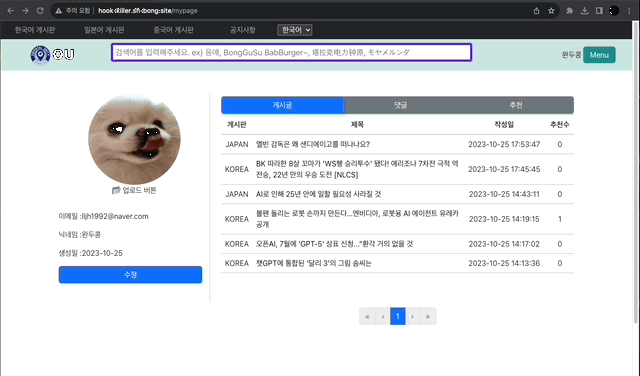 주의 요함 | hook-killer.sh-bong.site/mypage
한국어 게시판 일본어 게시판 중국어 게시판 공지사항 한국어
검색어를 입력해주세요. ex) 응애, BongGuSu BabBurger~, 塔拉克电力钟原, モヤメルンダ
완두콩 Menu
업로드 버튼
이메일 :lljh1992@naver.com
닉네임 :완두콩
생성일 :2023-10-25
수정
게시글 댓글 추천
게시판 제목 작성일 추천수
JAPAN 멜빈 감독은 왜 샌디에이고를 떠나나요? 2023-10-25 17:53:47 0
KOREA BK 따라한 8살 꼬마가 'WS행 승리투수' 됐다! 애리조나 7차전 극적 역
전승, 22년 만의 우승 도전 [NLCS] 2023-10-25 17:45:45 0
JAPAN AI로 인해 25년 안에 일할 필요성 사라질 것 2023-10-25 14:43:11 0
KOREA 볼펜 돌리는 로봇 손까지 만든다...엔비디아, 로봇용 AI 에이전트 유레카
공개 2023-10-25 14:19:15 1
KOREA 오픈AI, 7월에 'GPT-5' 상표 신청..."환각 거의 없을 것 2023-10-25 14:17:02 0
KOREA 챗GPT에 통합된 '달리 3'의 그림 솜씨는 2023-10-25 14:13:36 0
« ‹ 1 › »